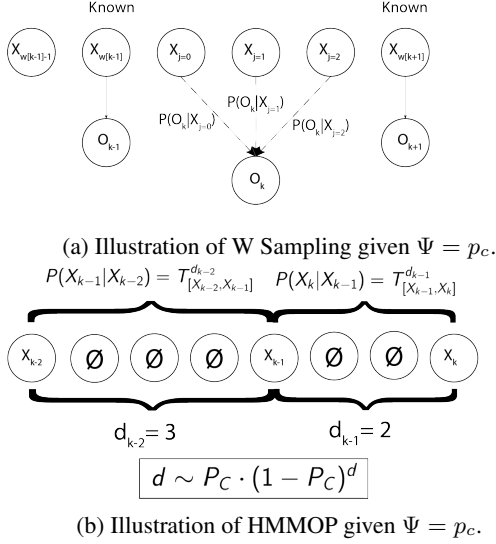 Known Known
X_{w[k-1]-1} X_{w[k-1]} X_{j=0} X_{j=1} X_{j=2} X_{w[k+1]}
P(O_k|X_{j=1})
P(O_k|X_{j=0}) P(O_k|X_{j=2})
O_{k-1} O_{k+1}
O_k
(a) Illustration of W Sampling given Ψ = p_c.
P(X_{k-1}|X_{k-2}) = T^{d_{k-2}}_{[X_{k-2},X_{k-1}]} P(X_k|X_{k-1}) = T^{d_{k-1}}_{[X_{k-1},X_k]}
X_{k-2} Ø Ø Ø X_{k-1} Ø Ø X_k
d_{k-2}= 3 d_{k-1}= 2
d ∼ P_C · (1 − P_C)^d
(b) Illustration of HMMOP given Ψ = p_c.